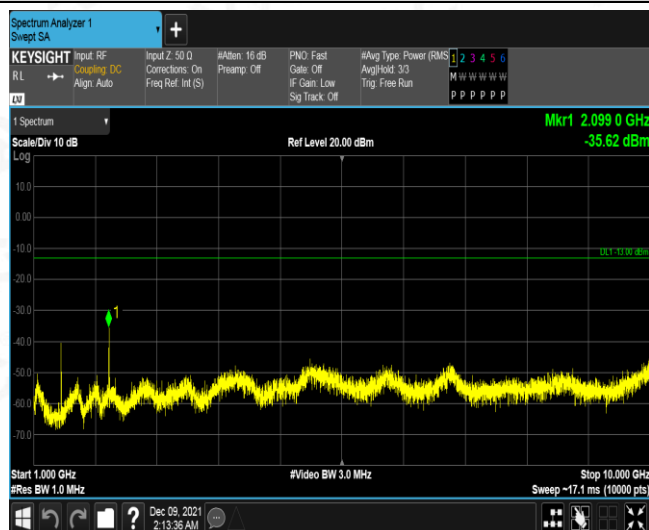 Spectrum Analyzer 1
Swept SA
+
KEYSIGHT
RL
LXI
Input: RF
Coupling: DC
Align: Auto
Input Z: 50 Ω
Corrections: On
Freq Ref: Int (S)
#Atten: 16 dB
Preamp: Off
PNO: Fast
Gate: Off
IF Gain: Low
Sig Track: Off
#Avg Type: Power (RMS
Avg|Hold: 3/3
Trig: Free Run
1 2 3 4 5 6
M W W W W W
P P P P P P
1 Spectrum
Mkr1 2.099 0 GHz
-35.62 dBm
Scale/Div 10 dB
Ref Level 20.00 dBm
Log
10.0
0.00
-10.0
DL1 -13.00 dBm
-20.0
-30.0
1
-40.0
-50.0
-60.0
-70.0
Start 1.000 GHz
#Video BW 3.0 MHz
Stop 10.000 GHz
#Res BW 1.0 MHz
Sweep ~17.1 ms (10000 pts)
?
Dec 09, 2021
2:13:36 AM